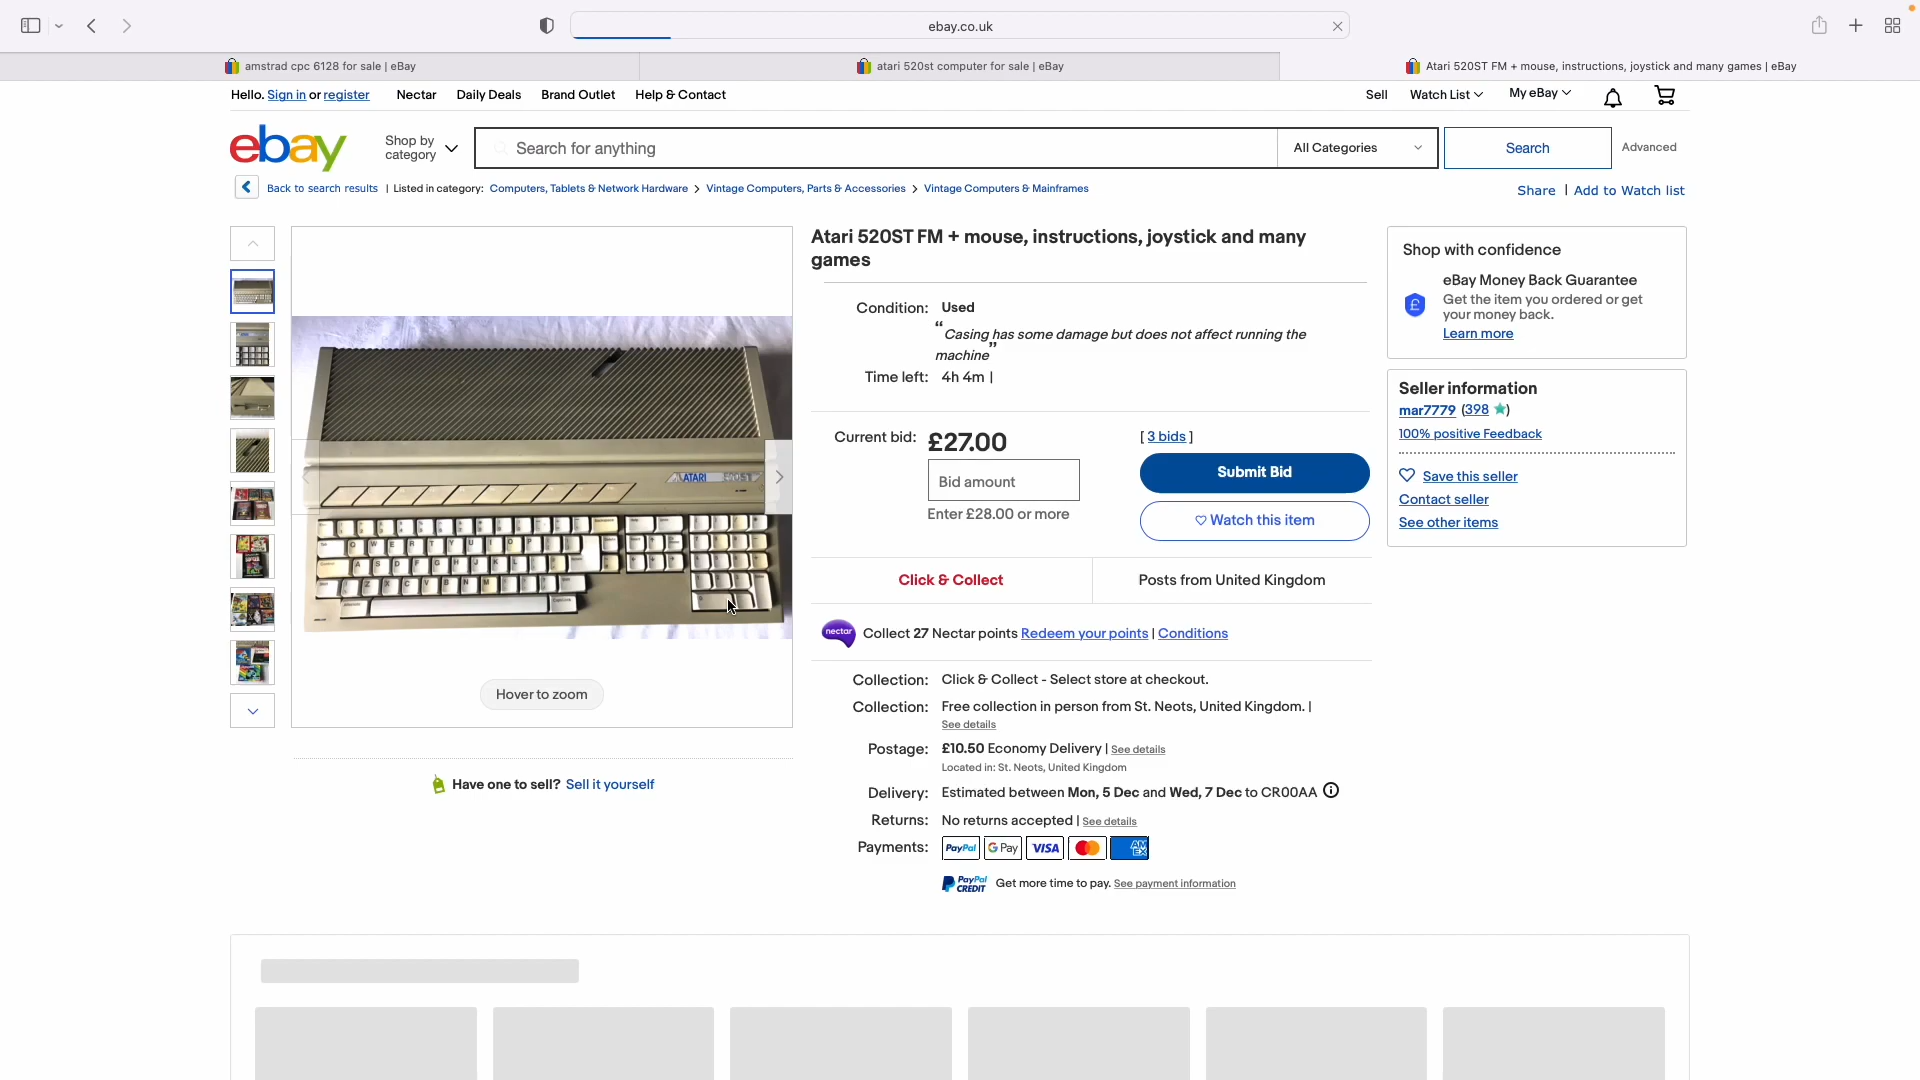 ebay.co.uk
amstrad cpc 6128 for sale | eBay
atari 520st computer for sale | eBay
Atari 520ST FM + mouse, instructions, joystick and many games | eBay
Hello. Sign in or register
Nectar
Daily Deals
Brand Outlet
Help & Contact
Sell
Watch List
My eBay
ebay
Shop by
category
Search for anything
All Categories
Search
Advanced
Back to search results | Listed in category: Computers, Tablets & Network Hardware > Vintage Computers, Parts & Accessories > Vintage Computers & Mainframes
Share | Add to Watch list
Atari 520ST FM + mouse, instructions, joystick and many
games
Condition: Used
“Casing has some damage but does not affect running the
machine”
Time left: 4h 4m |
Current bid: £27.00
[ 3 bids ]
Bid amount
Submit Bid
Enter £28.00 or more
Watch this item
Click & Collect
Posts from United Kingdom
nectar
Collect 27 Nectar points Redeem your points | Conditions
Collection: Click & Collect - Select store at checkout.
Collection: Free collection in person from St. Neots, United Kingdom. |
See details
Postage: £10.50 Economy Delivery | See details
Located in: St. Neots, United Kingdom
Delivery: Estimated between Mon, 5 Dec and Wed, 7 Dec to CR00AA
Returns: No returns accepted | See details
Payments: PayPal G Pay VISA AM EX
PayPal CREDIT Get more time to pay. See payment information
Shop with confidence
eBay Money Back Guarantee
Get the item you ordered or get
your money back.
Learn more
Seller information
mar7779 (398)
100% positive Feedback
Save this seller
Contact seller
See other items
ATARI 520ST
Q W E R T Y U I O P
A S D F G H J K L
Z X C V B N M
Hover to zoom
Have one to sell? Sell it yourself